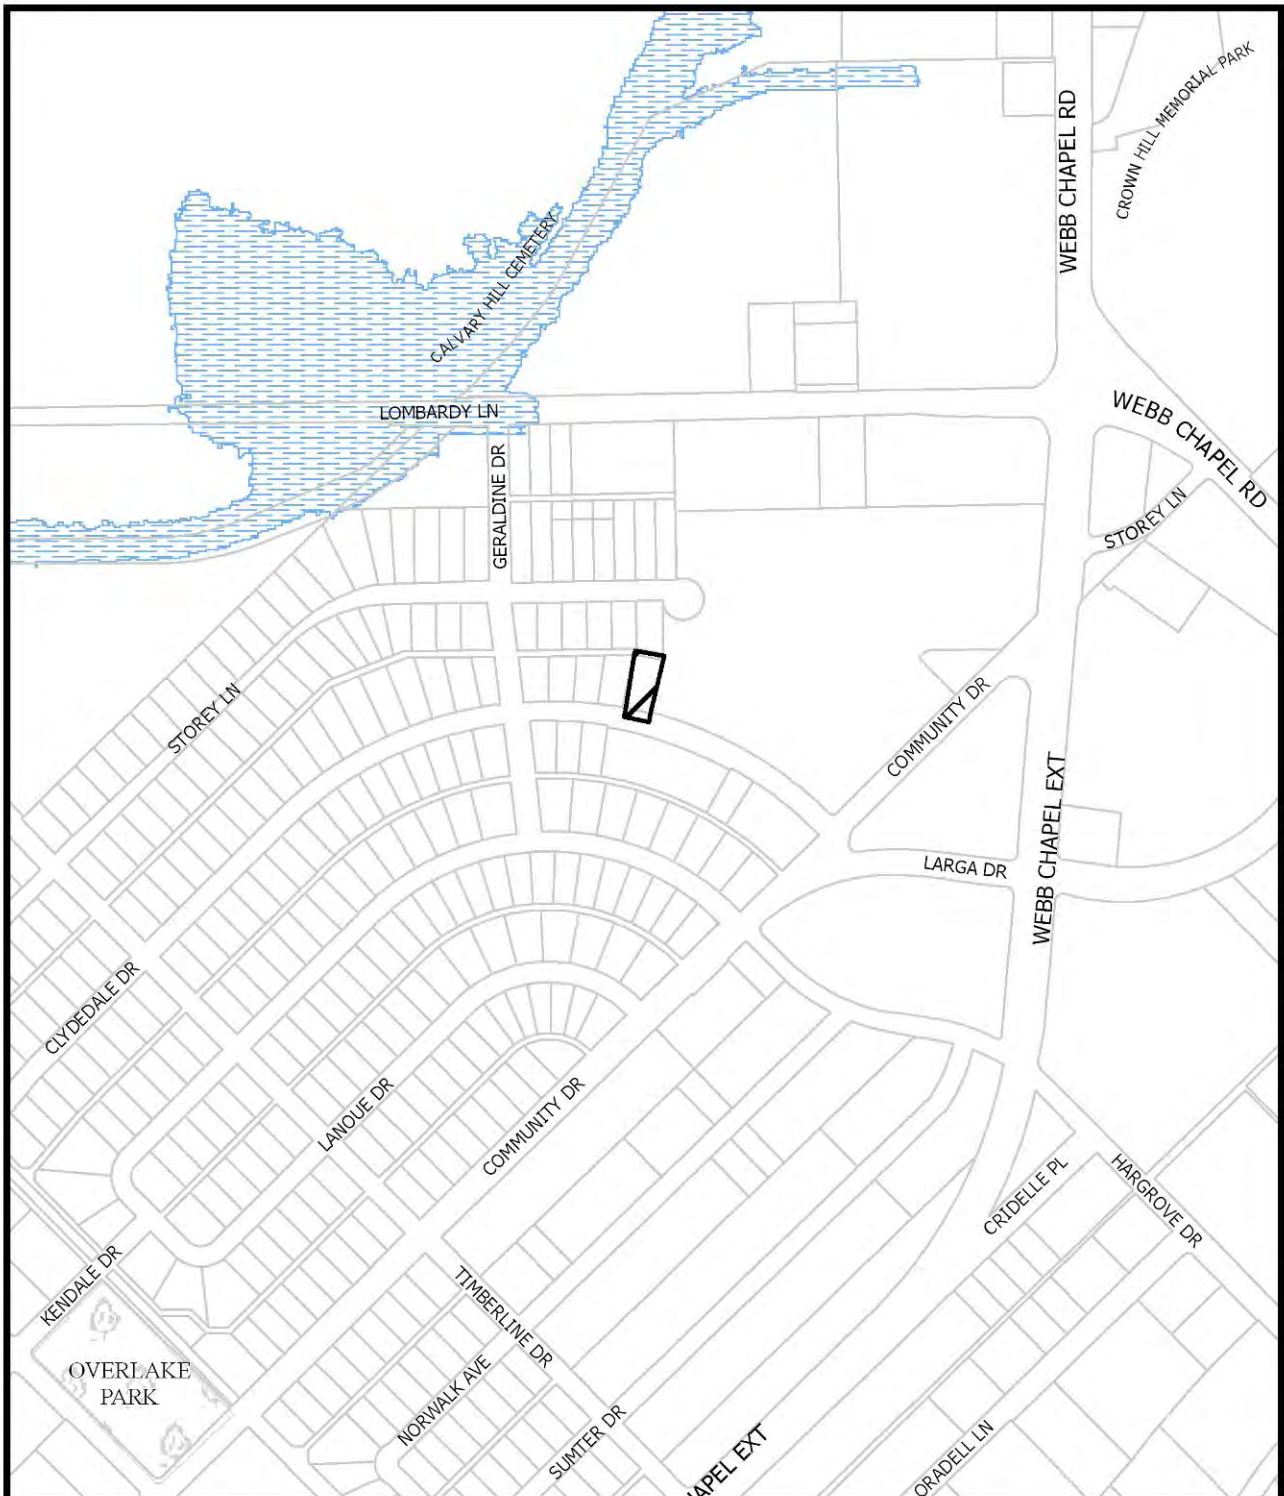 CROWN HILL MEMORIAL PARK
WEBB CHAPEL RD
CALVARY HILL CEMETERY
LOMBARDY LN
WEBB CHAPEL RD
GERALDINE DR
STOREY LN
STOREY LN
COMMUNITY DR
WEBB CHAPEL EXT
LARGA DR
CLYDEDALE DR
LANOUE DR
COMMUNITY DR
CRIDELLE PL
HARGROVE DR
KENDALE DR
TIMBERLINE DR
OVERLAKE
PARK
NORWALK AVE
SUMTER DR
APEL EXT
ORADELL LN